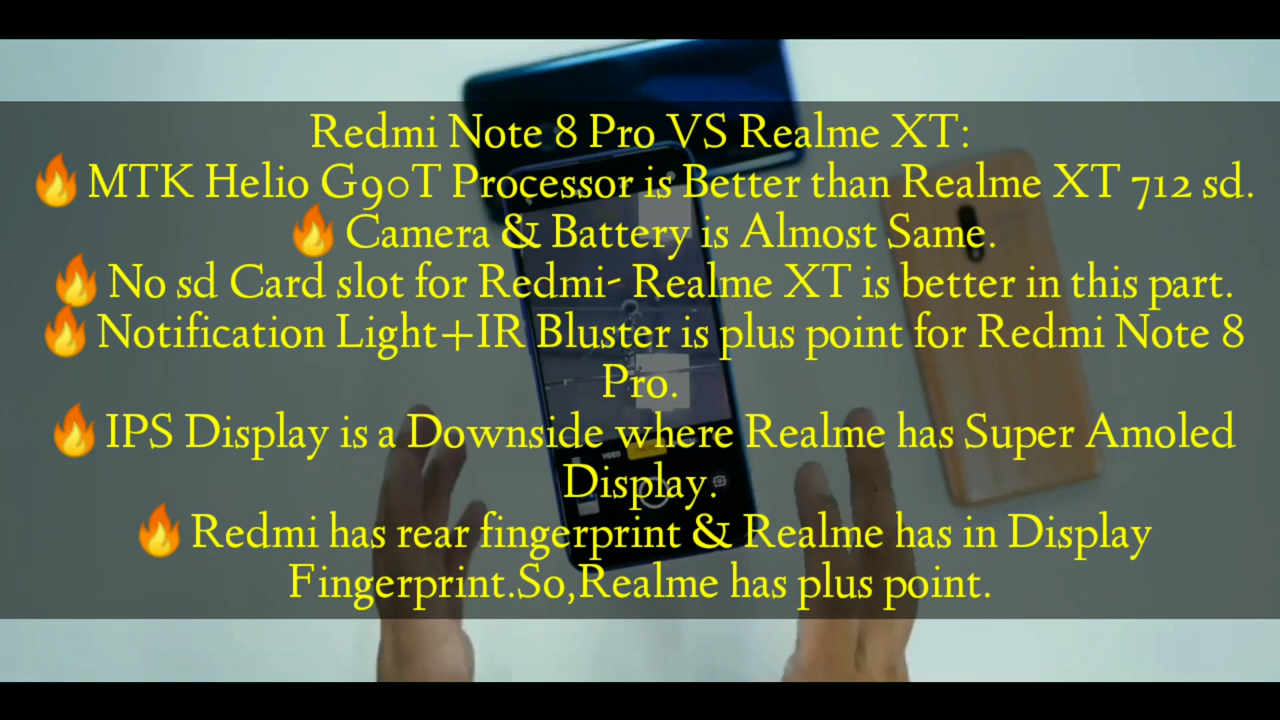 Redmi Note 8 Pro VS Realme XT:
🔥 MTK Helio G90T Processor is Better than Realme XT 712 sd.
🔥 Camera & Battery is Almost Same.
🔥 No sd Card slot for Redmi- Realme XT is better in this part.
🔥 Notification Light+IR Bluster is plus point for Redmi Note 8
Pro.
🔥 IPS Display is a Downside where Realme has Super Amoled
Display.
🔥 Redmi has rear fingerprint & Realme has in Display
Fingerprint.So,Realme has plus point.
VIDEO